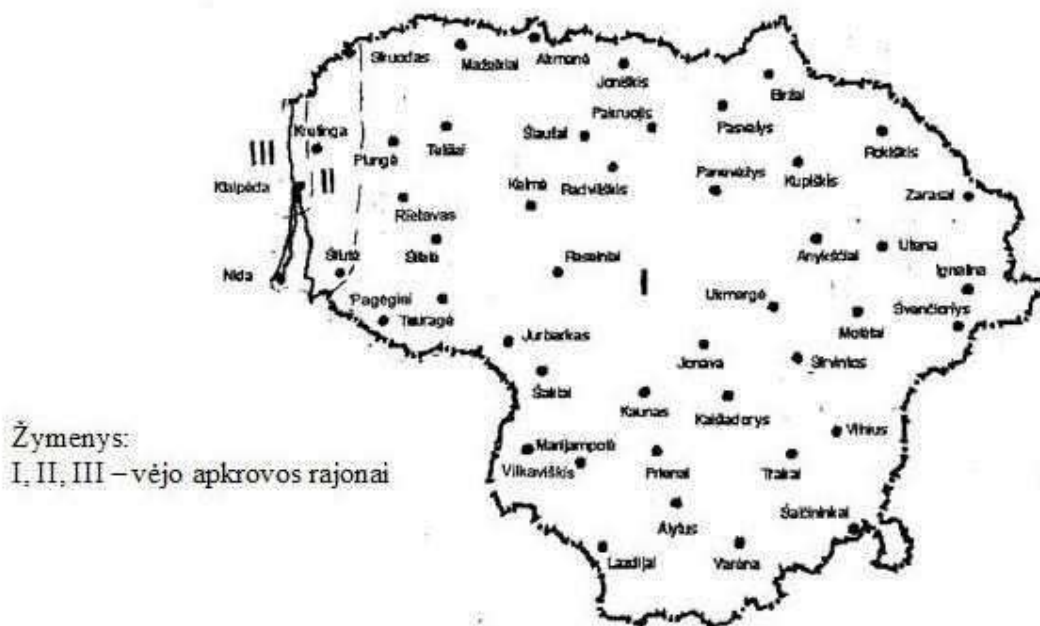 Skuodas
Mažeikiai
Akmenė
Joniškis
Biržai
Pakruojis
Pasvalys
Kretinga
Šiauliai
Rokiškis
III
Plungė
Telšiai
Kelmė
Radviliškis
Panevėžys
Kupiškis
Klaipėda
II
Zarasai
Rietavas
Šilutė
Šilalė
Raseiniai
Anykščiai
Utena
Nida
I
Ignalina
Pagėgiai
Ukmergė
Švenčionys
Tauragė
Molėtai
Jurbarkas
Jonava
Širvintos
Šakiai
Kaunas
Kaišiadorys
Vilnius
Žymenys:
I, II, III – vėjo apkrovos rajonai
Marijampolė
Vilkaviškis
Prienai
Trakai
Alytus
Šalčininkai
Lazdijai
Varėna